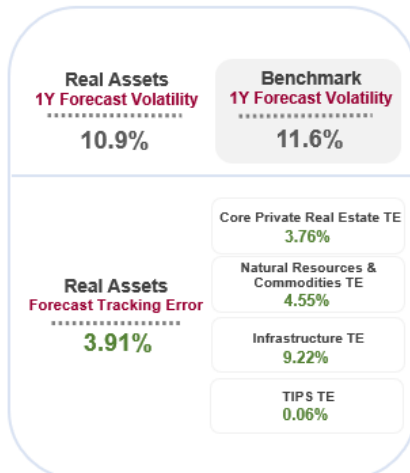 Real Assets
1Y Forecast Volatility
10.9%
Benchmark
1Y Forecast Volatility
11.6%
Real Assets
Forecast Tracking Error
3.91%
Core Private Real Estate TE
3.76%
Natural Resources &
Commodities TE
4.55%
Infrastructure TE
9.22%
TIPS TE
0.06%